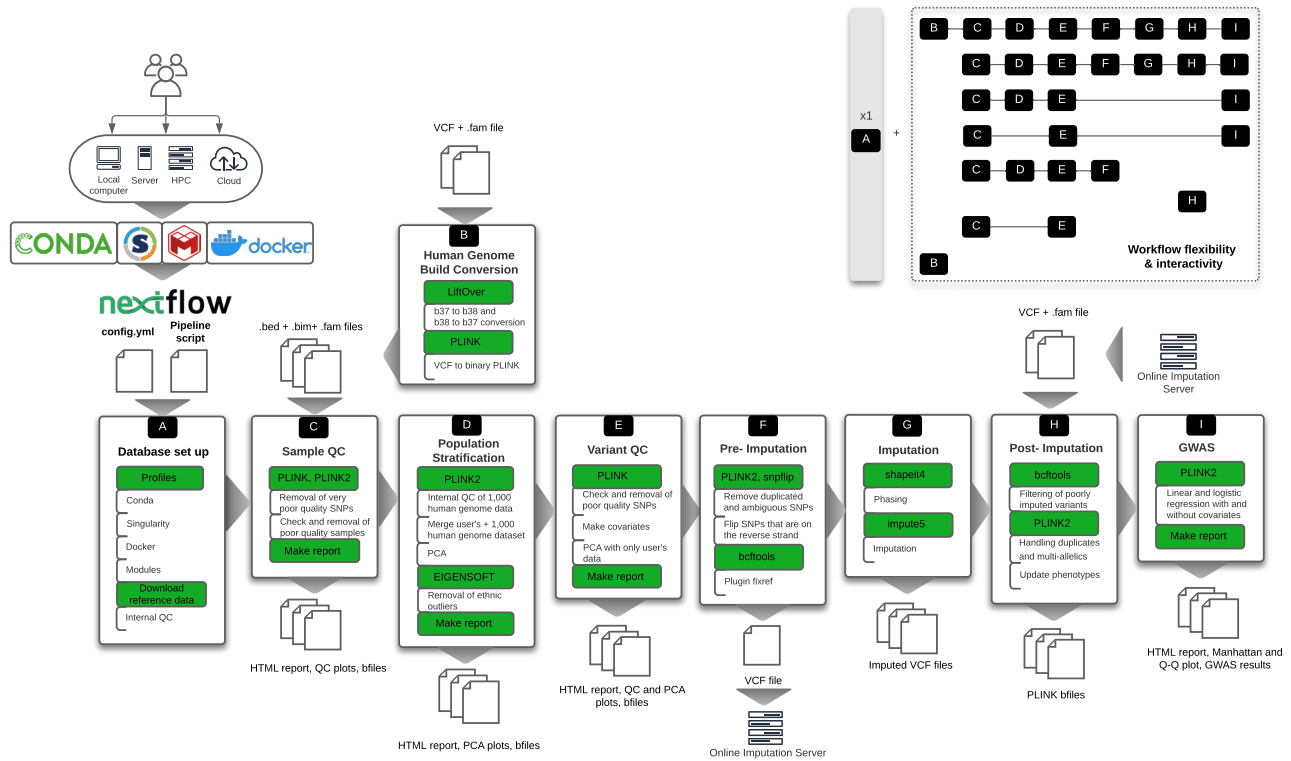 Local
computer
Server
HPC
Cloud
CONDA
S
docker
nextflow
config.yml
Pipeline
script
A
Database set up
Profiles
Conda
Singularity
Docker
Modules
Download
reference data
Internal QC
VCF + .fam file
B
Human Genome
Build Conversion
LiftOver
b37 to b38 and
b38 to b37 conversion
PLINK
VCF to binary PLINK
.bed + .bim+ .fam files
C
Sample QC
PLINK, PLINK2
Removal of very
poor quality SNPs
Check and removal of
poor quality samples
Make report
HTML report, QC plots, bfiles
D
Population
Stratification
PLINK2
Internal QC of 1,000
human genome data
Merge user's + 1,000
human genome dataset
PCA
EIGENSOFT
Removal of ethnic
outliers
Make report
HTML report, PCA plots, bfiles
E
Variant QC
PLINK
Check and removal of
poor quality SNPs
Make covariates
PCA with only user's
data
Make report
HTML report, QC and PCA
plots, bfiles
F
Pre- Imputation
PLINK2, snpflip
Remove duplicated
and ambiguous SNPs
Flip SNPs that are on
the reverse strand
bcftools
Plugin fixref
VCF file
Online Imputation Server
G
Imputation
shapeit4
Phasing
impute5
Imputation
Imputed VCF files
VCF + .fam file
Online Imputation
Server
H
Post- Imputation
bcftools
Filtering of poorly
imputed variants
PLINK2
Handling duplicates
and multi-allelics
Update phenotypes
PLINK bfiles
I
GWAS
PLINK2
Linear and logistic
regression with and
without covariates
Make report
HTML report, Manhattan and
Q-Q plot, GWAS results
x1
A
+
B C D E F G H I
C D E F G H I
C D E I
C E I
C D E F
H
C E
B
Workflow flexibility
& interactivity